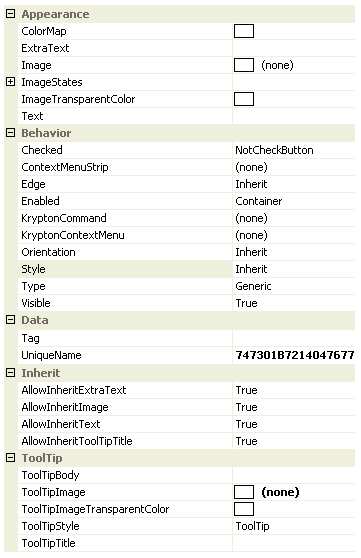 Appearance
ColorMap
ExtraText
Image (none)
ImageStates
ImageTransparentColor
Text
Behavior
Checked NotCheckButton
ContextMenuStrip (none)
Edge Inherit
Enabled Container
KryptonCommand (none)
KryptonContextMenu (none)
Orientation Inherit
Style Inherit
Type Generic
Visible True
Data
Tag
UniqueName 747301B7214047677
Inherit
AllowInheritExtraText True
AllowInheritImage True
AllowInheritText True
AllowInheritToolTipTitle True
ToolTip
ToolTipBody
ToolTipImage (none)
ToolTipImageTransparentColor
ToolTipStyle ToolTip
ToolTipTitle